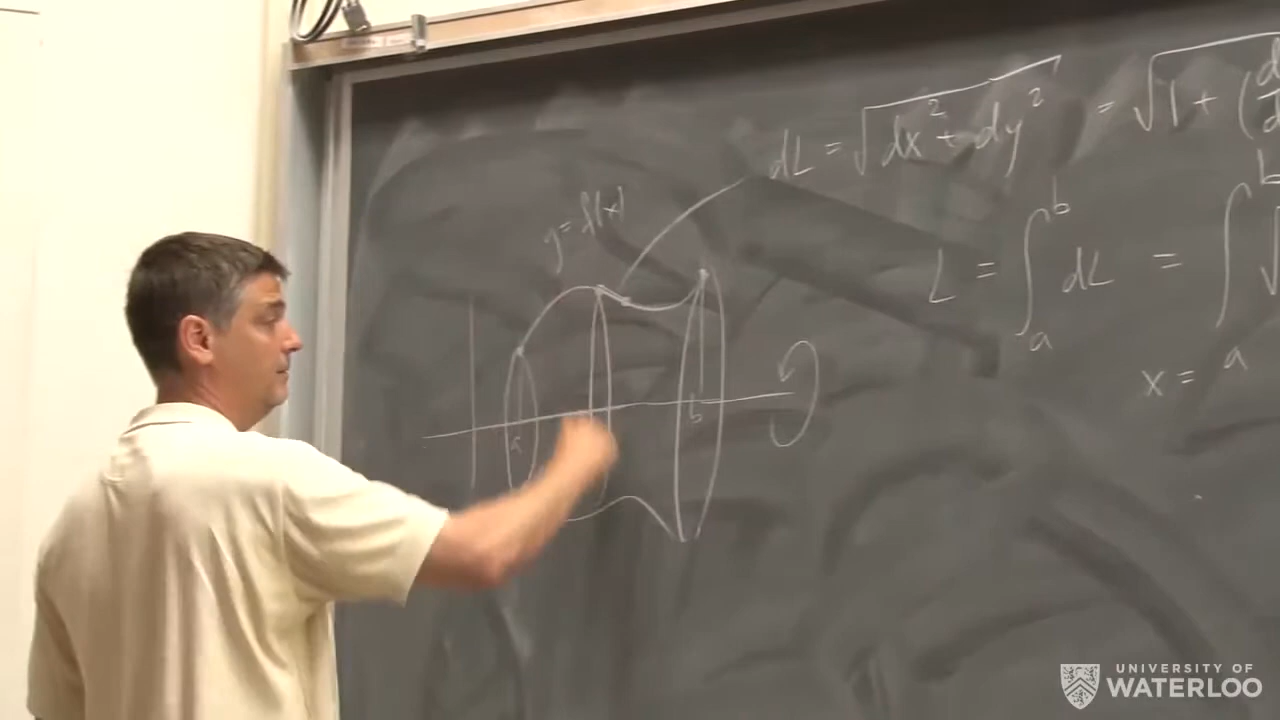 dL = √dx² + dy² = √1 + (
y = f(x)
L = ∫ₐᵇ dL = ∫ √
x = a
b
a
b
UNIVERSITY OF
WATERLOO